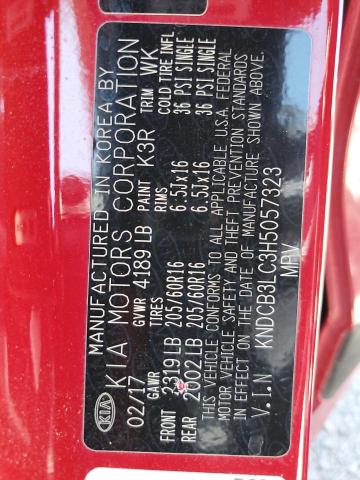 MANUFACTURED IN KOREA BY
KIA KIA MOTORS CORPORATION
02/17 GVWR 4189 LB PAINT K3R TRIM WK
GAWR TIRES RIMS COLD TIRE INFL
FRONT 2319 LB 205/60R16 6.5Jx16 36 PSI SINGLE
REAR LB 205/60R16 6.5Jx16 36 PSI SINGLE
THIS VEHICLE CONFORMS TO ALL APPLICABLE U.S.A. FEDERAL
MOTOR VEHICLE SAFETY AND THEFT PREVENTION STANDARDS
IN EFFECT ON THE DATE OF MANUFACTURE SHOWN ABOVE.
V.I.N KNDCB3LC3H5057323
MPV